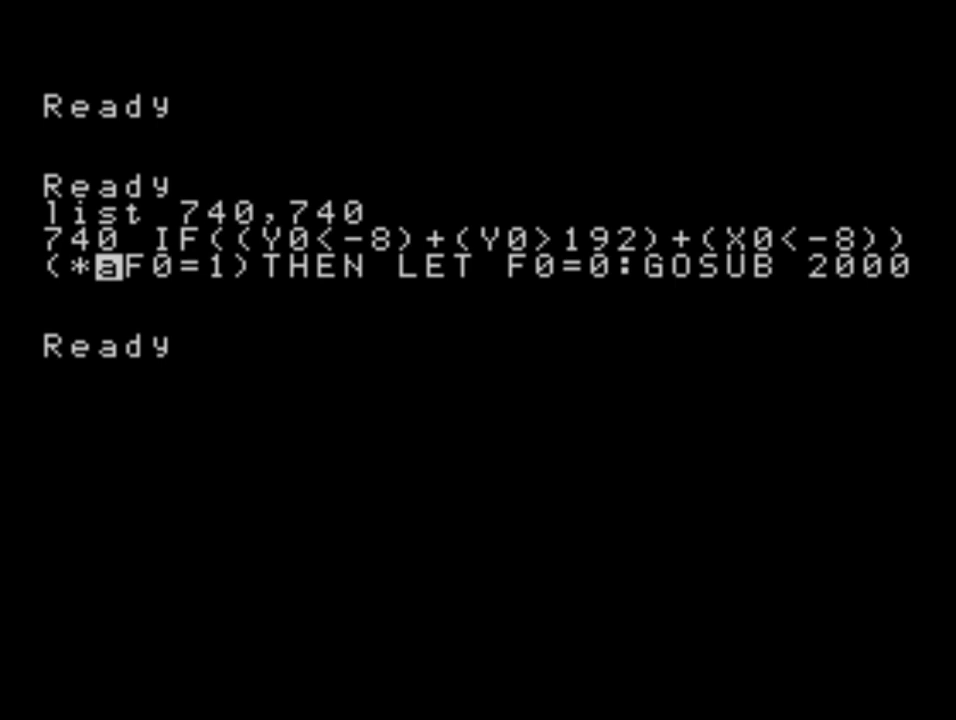 Ready
Ready
list 740,740
740 IF((Y0<-8)+(Y0>192)+(X0<-8))
(*aF0=1)THEN LET F0=0:GOSUB 2000
Ready